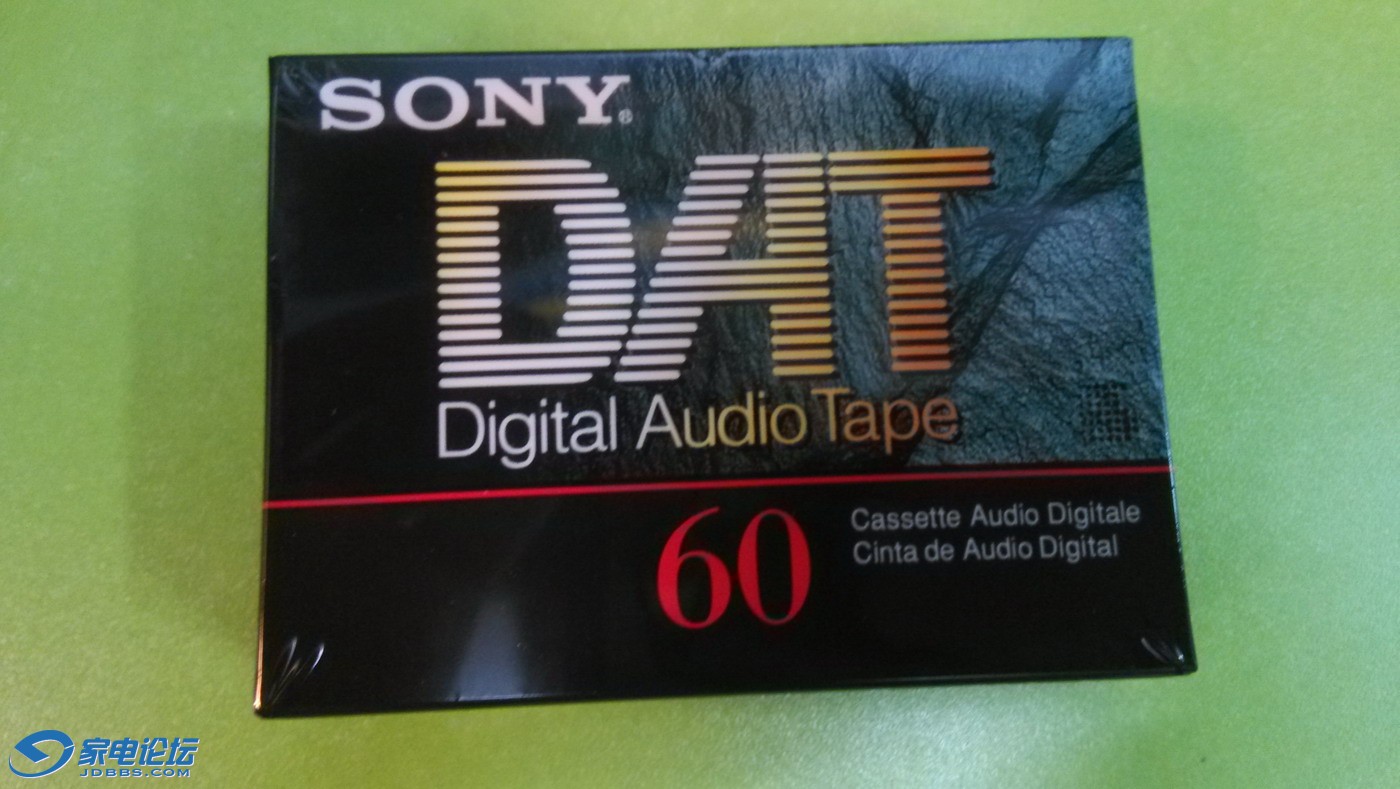 SONY®
DAT
Digital Audio Tape
60
Cassette Audio Digitale
Cinta de Audio Digital
家电论坛
JDBBS.COM